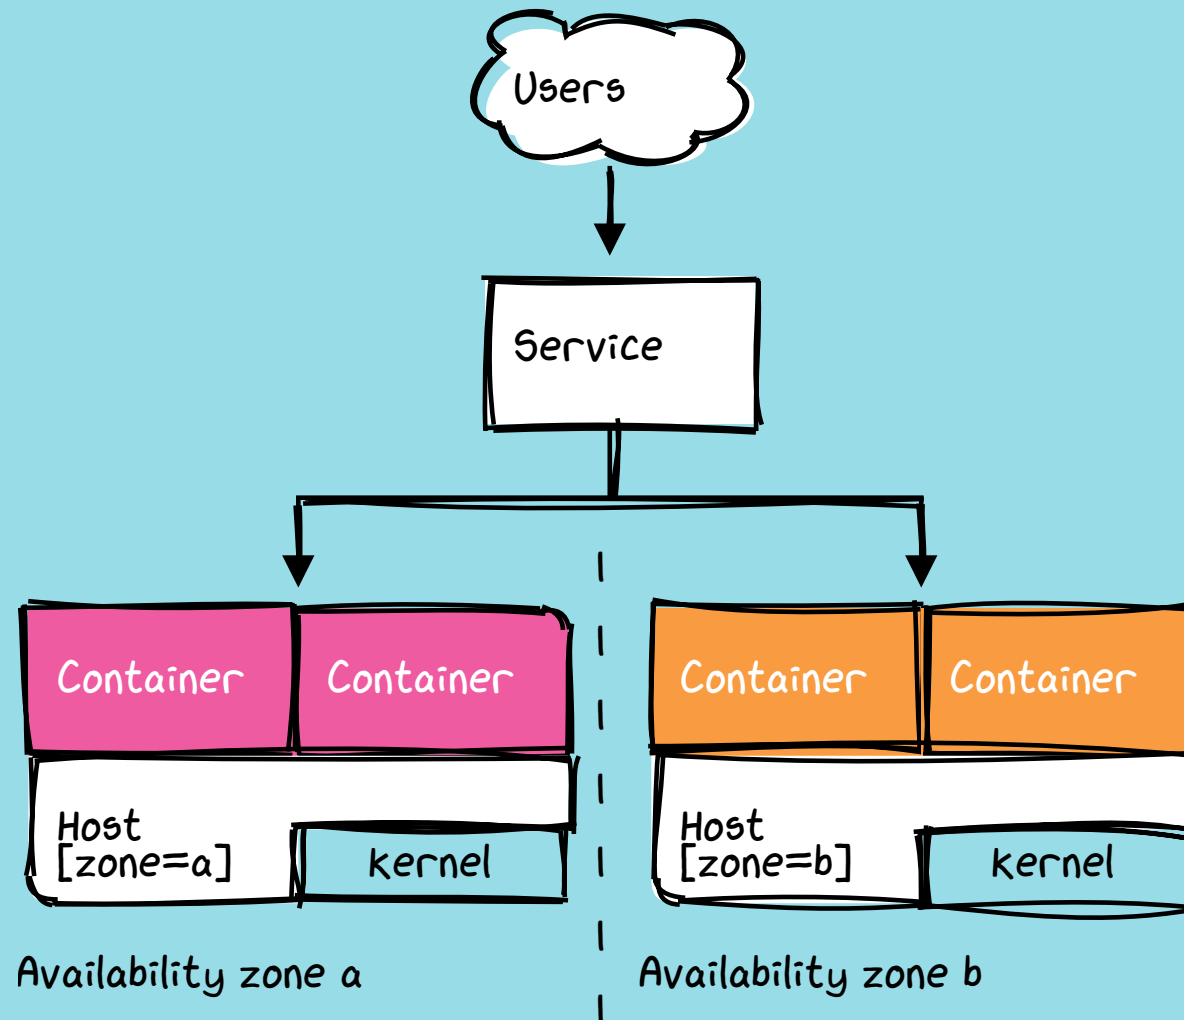 Users
Service
Container
Container
Container
Container
Host
[zone=a]
kernel
Host
[zone=b]
kernel
Availability zone a
Availability zone b